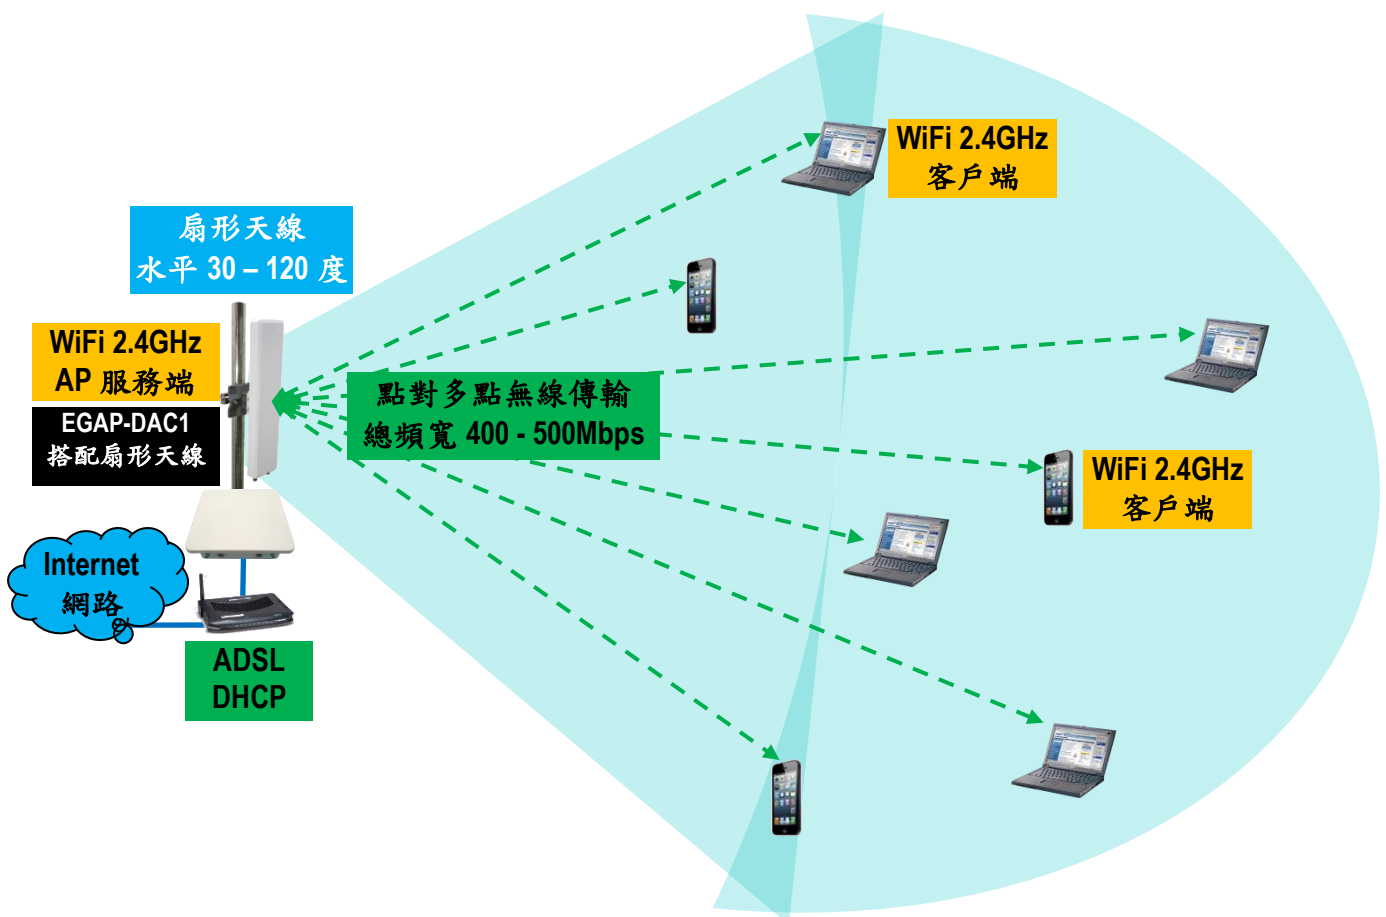 扇形天線
水平 30 – 120 度
WiFi 2.4GHz
AP 服務端
EGAP-DAC1
搭配扇形天線
Internet
網路
ADSL
DHCP
點對多點無線傳輸
總頻寬 400 - 500Mbps
WiFi 2.4GHz
客戶端
WiFi 2.4GHz
客戶端